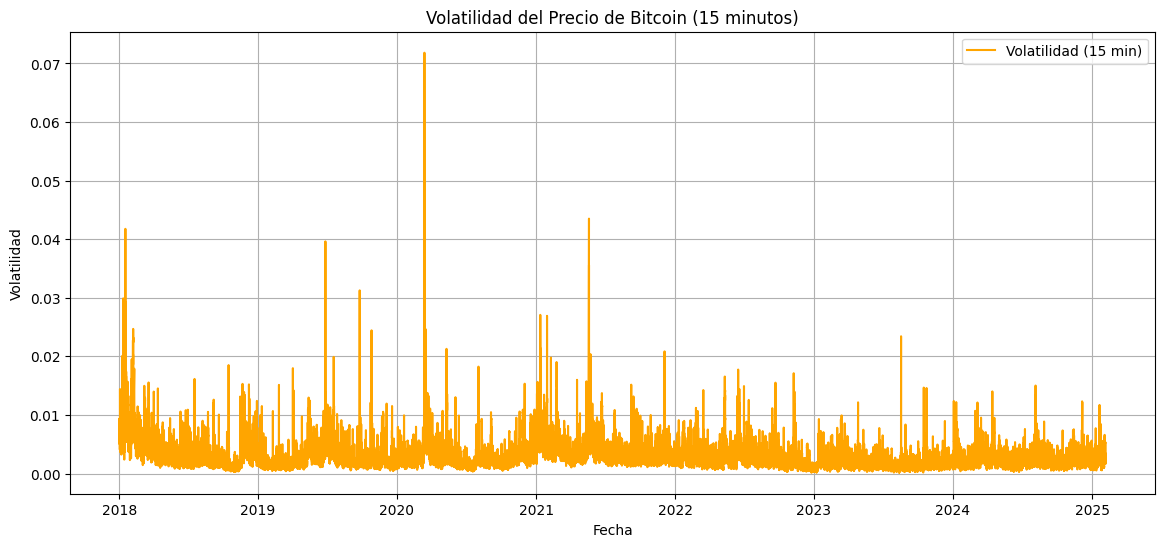 Volatilidad del Precio de Bitcoin (15 minutos)
Volatilidad (15 min)
0.07
0.06
0.05
0.04
0.03
0.02
0.01
0.00
Volatilidad
2018 2019 2020 2021 2022 2023 2024 2025
Fecha